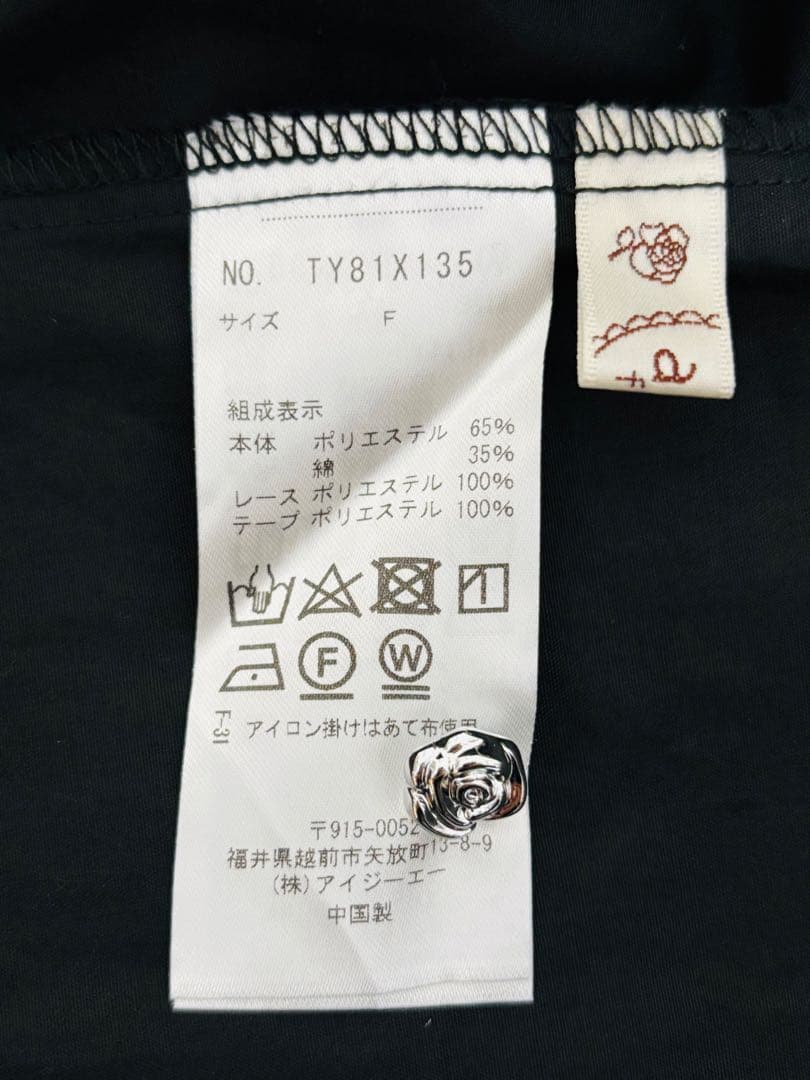 NO. TY81X135
サイズ F
組成表示
本体 ポリエステル 65%
綿 35%
レース ポリエステル 100%
テープ ポリエステル 100%
F
W
F-31 アイロン掛けはあて布使用
〒915-0052
福井県越前市矢放町13-8-9
(株)アイジーエー
中国製